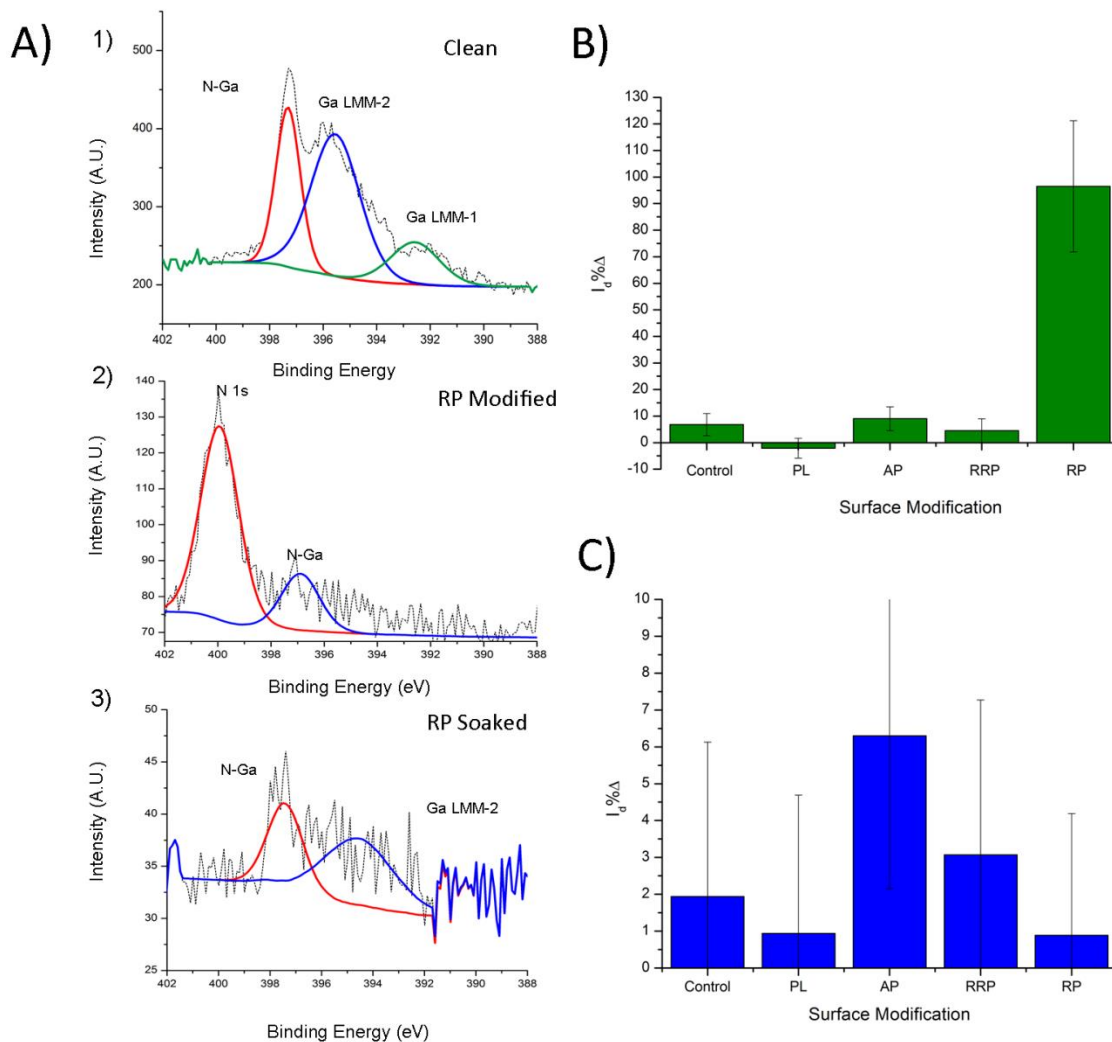 A)
1)
Clean
N-Ga
Ga LMM-2
Ga LMM-1
Intensity (A.U.)
500
400
300
200
402 400 398 396 394 392 390 388
Binding Energy
2)
RP Modified
N 1s
N-Ga
Intensity (A.U.)
140
130
120
110
100
90
80
70
402 400 398 396 394 392 390 388
Binding Energy (eV)
3)
RP Soaked
N-Ga
Ga LMM-2
Intensity (A.U.)
50
45
40
35
30
25
402 400 398 396 394 392 390 388
Binding Energy (eV)
B)
I_d%Δ
130
120
110
100
90
80
70
60
50
40
30
20
10
0
-10
Control PL AP RRP RP
Surface Modification
C)
I_d%Δ
10
9
8
7
6
5
4
3
2
1
0
Control PL AP RRP RP
Surface Modification